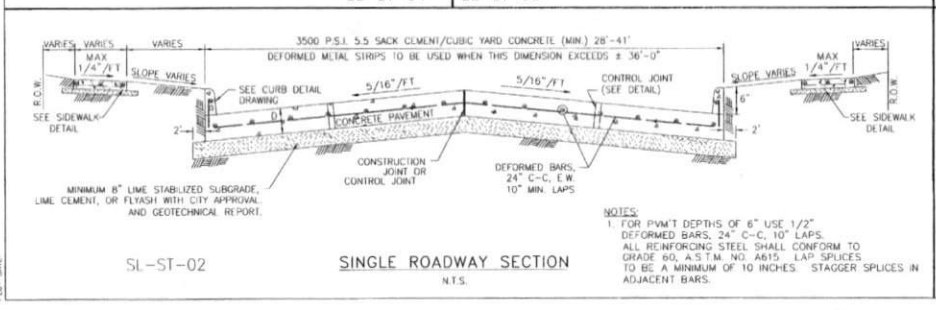 3500 P.S.I. 5.5 SACK CEMENT/CUBIC YARD CONCRETE (MIN.) 28'-41'
VARIES
VARIES
VARIES
DEFORMED METAL STRIPS TO BE USED WHEN THIS DIMENSION EXCEEDS ± 36'-0"
VARIES
VARIES
MAX
1/4"/FT
SLOPE VARIES
5/16"/FT
5/16"/FT
CONTROL JOINT
(SEE DETAIL)
SLOPE VARIES
MAX
1/4"/FT
R.O.W.
SEE CURB DETAIL
DRAWING
6"
R.O.W.
SEE SIDEWALK
DETAIL
2'
D
CONCRETE PAVEMENT
2'
SEE SIDEWALK
DETAIL
CONSTRUCTION
JOINT OR
CONTROL JOINT
DEFORMED BARS,
24" C-C, E.W.
10" MIN. LAPS
MINIMUM 8" LIME STABILIZED SUBGRADE,
LIME CEMENT, OR FLYASH WITH CITY APPROVAL
AND GEOTECHNICAL REPORT.
NOTES:
1. FOR PVM'T DEPTHS OF 6" USE 1/2"
DEFORMED BARS, 24" C-C, 10" LAPS.
ALL REINFORCING STEEL SHALL CONFORM TO
GRADE 60, A.S.T.M. NO. A615 LAP SPLICES
TO BE A MINIMUM OF 10 INCHES. STAGGER SPLICES IN
ADJACENT BARS.
SL-ST-02
SINGLE ROADWAY SECTION
N.T.S.